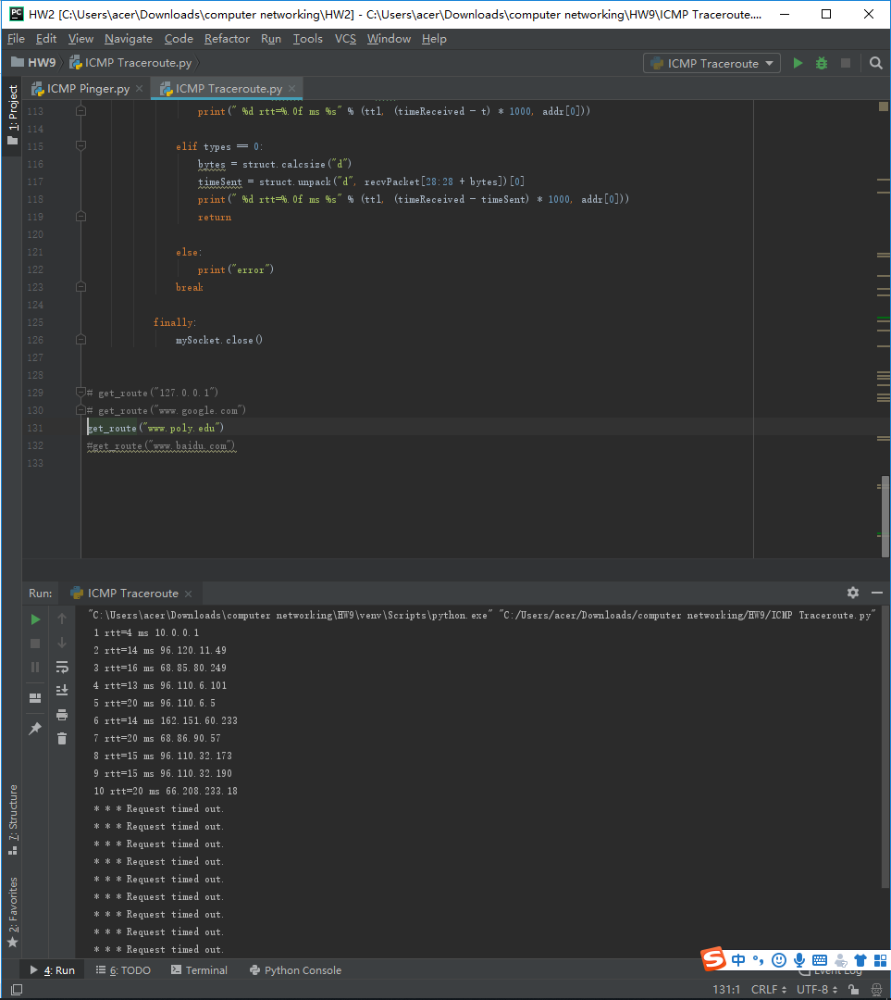 HW2 [C:\Users\acer\Downloads\computer networking\HW2] - C:\Users\acer\Downloads\computer networking\HW9\ICMP Traceroute....
File Edit View Navigate Code Refactor Run Tools VCS Window Help
HW9 ICMP Traceroute.py ICMP Traceroute
1: Project
ICMP Pinger.py ICMP Traceroute.py
113 print(" %d rtt=%.0f ms %s" % (ttl, (timeReceived - t) * 1000, addr[0]))
114
115 elif types == 0:
116 bytes = struct.calcsize("d")
117 timeSent = struct.unpack("d", recvPacket[28:28 + bytes])[0]
118 print(" %d rtt=%.0f ms %s" % (ttl, (timeReceived - timeSent) * 1000, addr[0]))
119 return
120
121 else:
122 print("error")
123 break
124
125 finally:
126 mySocket.close()
127
128
129 # get_route("127.0.0.1")
130 # get_route("www.google.com")
131 get_route("www.poly.edu")
132 #get_route("www.baidu.com")
133
Run: ICMP Traceroute
"C:\Users\acer\Downloads\computer networking\HW9\venv\Scripts\python.exe" "C:/Users/acer/Downloads/computer networking/HW9/ICMP Traceroute.py"
1 rtt=4 ms 10.0.0.1
2 rtt=14 ms 96.120.11.49
3 rtt=16 ms 68.85.80.249
4 rtt=13 ms 96.110.6.101
5 rtt=20 ms 96.110.6.5
6 rtt=14 ms 162.151.60.233
7 rtt=20 ms 68.86.90.57
8 rtt=15 ms 96.110.32.173
9 rtt=15 ms 96.110.32.190
10 rtt=20 ms 66.208.233.18
* * * Request timed out.
* * * Request timed out.
* * * Request timed out.
* * * Request timed out.
* * * Request timed out.
* * * Request timed out.
* * * Request timed out.
* * * Request timed out.
* * * Request timed out.
7: Structure
2: Favorites
4: Run 6: TODO Terminal Python Console Event Log
S 中
131:1 CRLF UTF-8